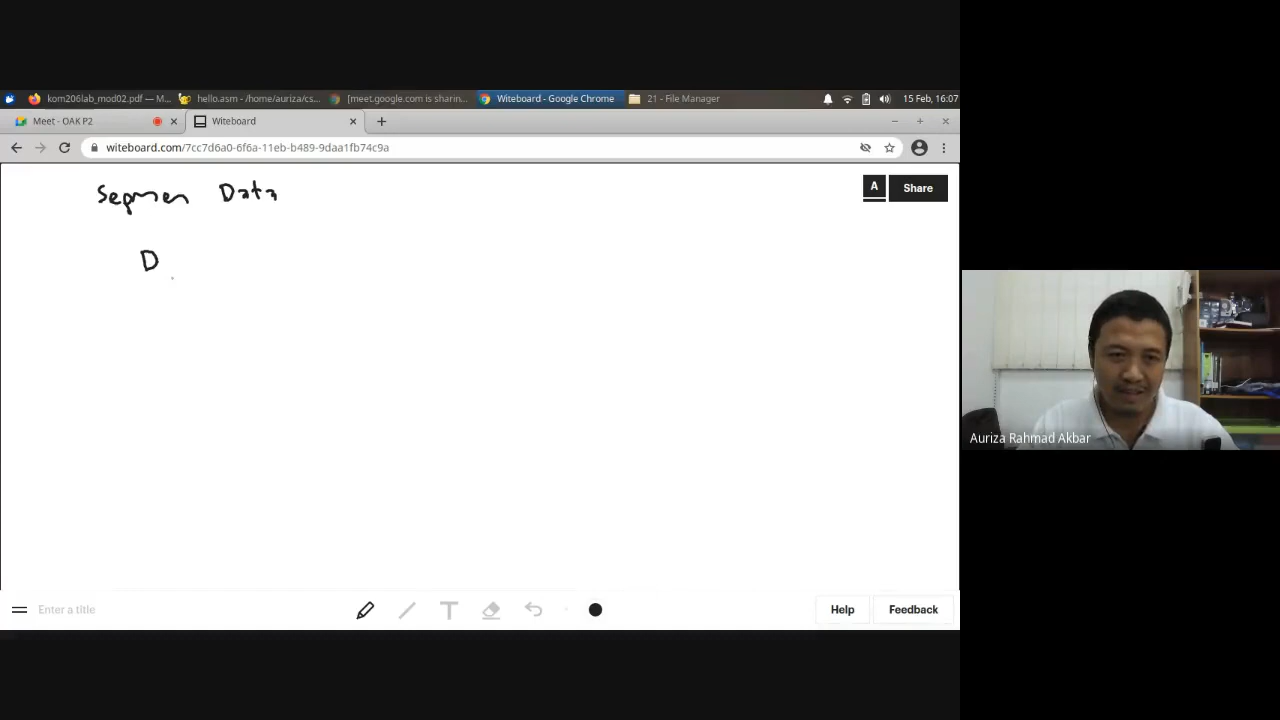 kom206lab_mod02.pdf — M...
hello.asm - /home/auriza/cs...
[meet.google.com is sharin...
Witeboard - Google Chrome
21 - File Manager
15 Feb, 16:07
Meet - OAK P2
Witeboard
witeboard.com/7cc7d6a0-6f6a-11eb-b489-9daa1fb74c9a
Segmen Data
A
Share
D
Auriza Rahmad Akbar
Enter a title
T
Help
Feedback